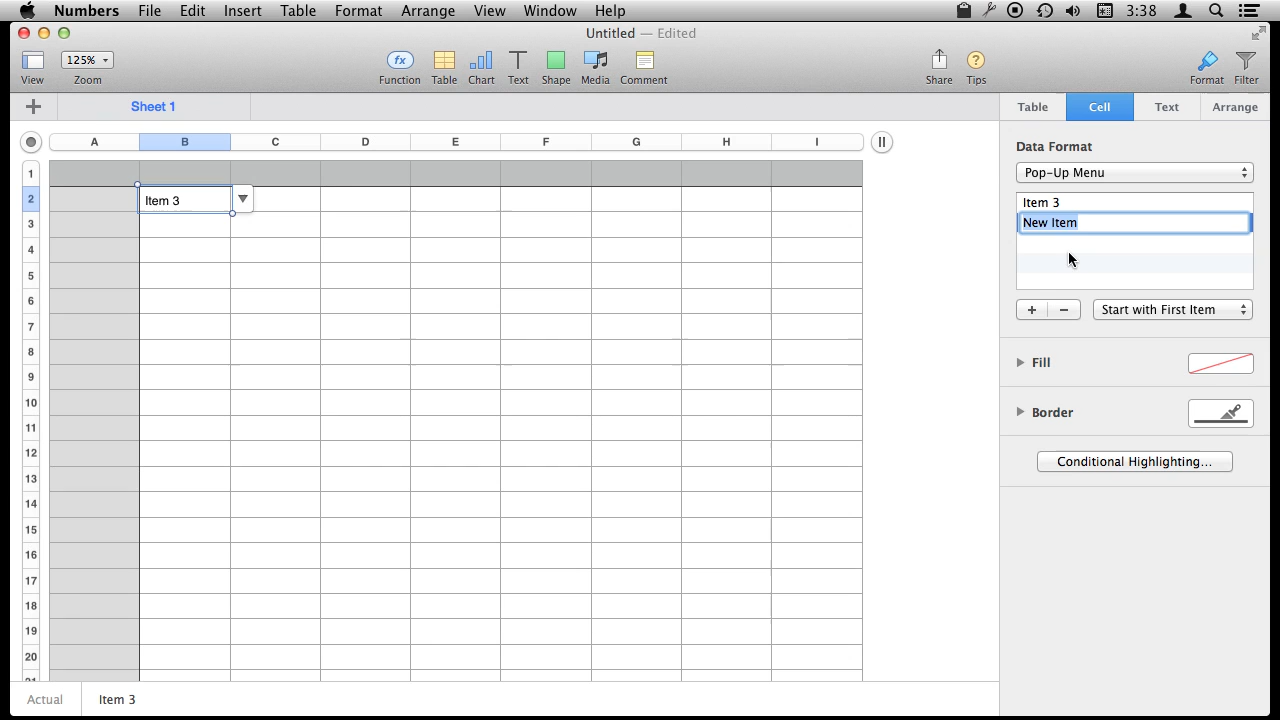 Numbers File Edit Insert Table Format Arrange View Window Help 3:38
Untitled — Edited
125%
fx
View Zoom Function Table Chart Text Shape Media Comment Share Tips Format Filter
Sheet 1
Table Cell Text Arrange
A B C D E F G H I
Data Format
Pop-Up Menu
1
2 Item 3
Item 3
New Item
3
4
5
6
Start with First Item
7
8
9
Fill
10
11
Border
12
Conditional Highlighting...
13
14
15
16
17
18
19
20
Actual Item 3